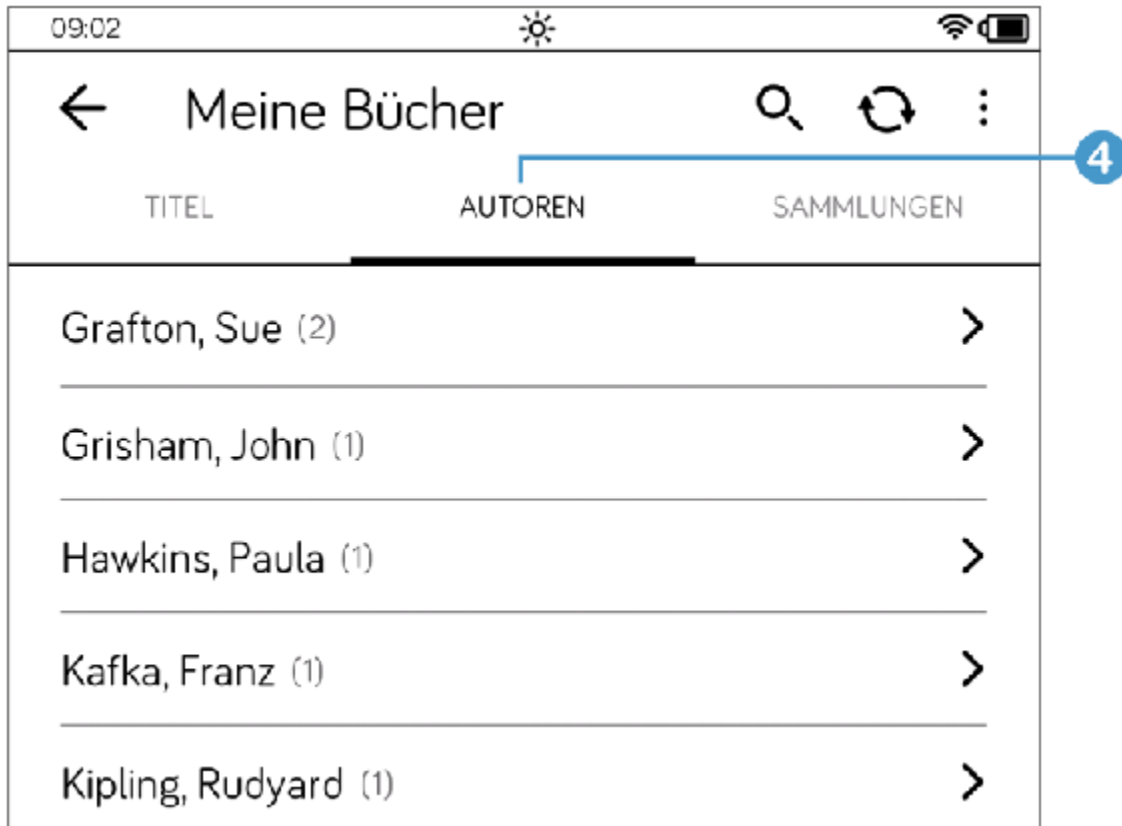 09:02
Meine Bücher
4
TITEL AUTOREN SAMMLUNGEN
Grafton, Sue (2)
Grisham, John (1)
Hawkins, Paula (1)
Kafka, Franz (1)
Kipling, Rudyard (1)